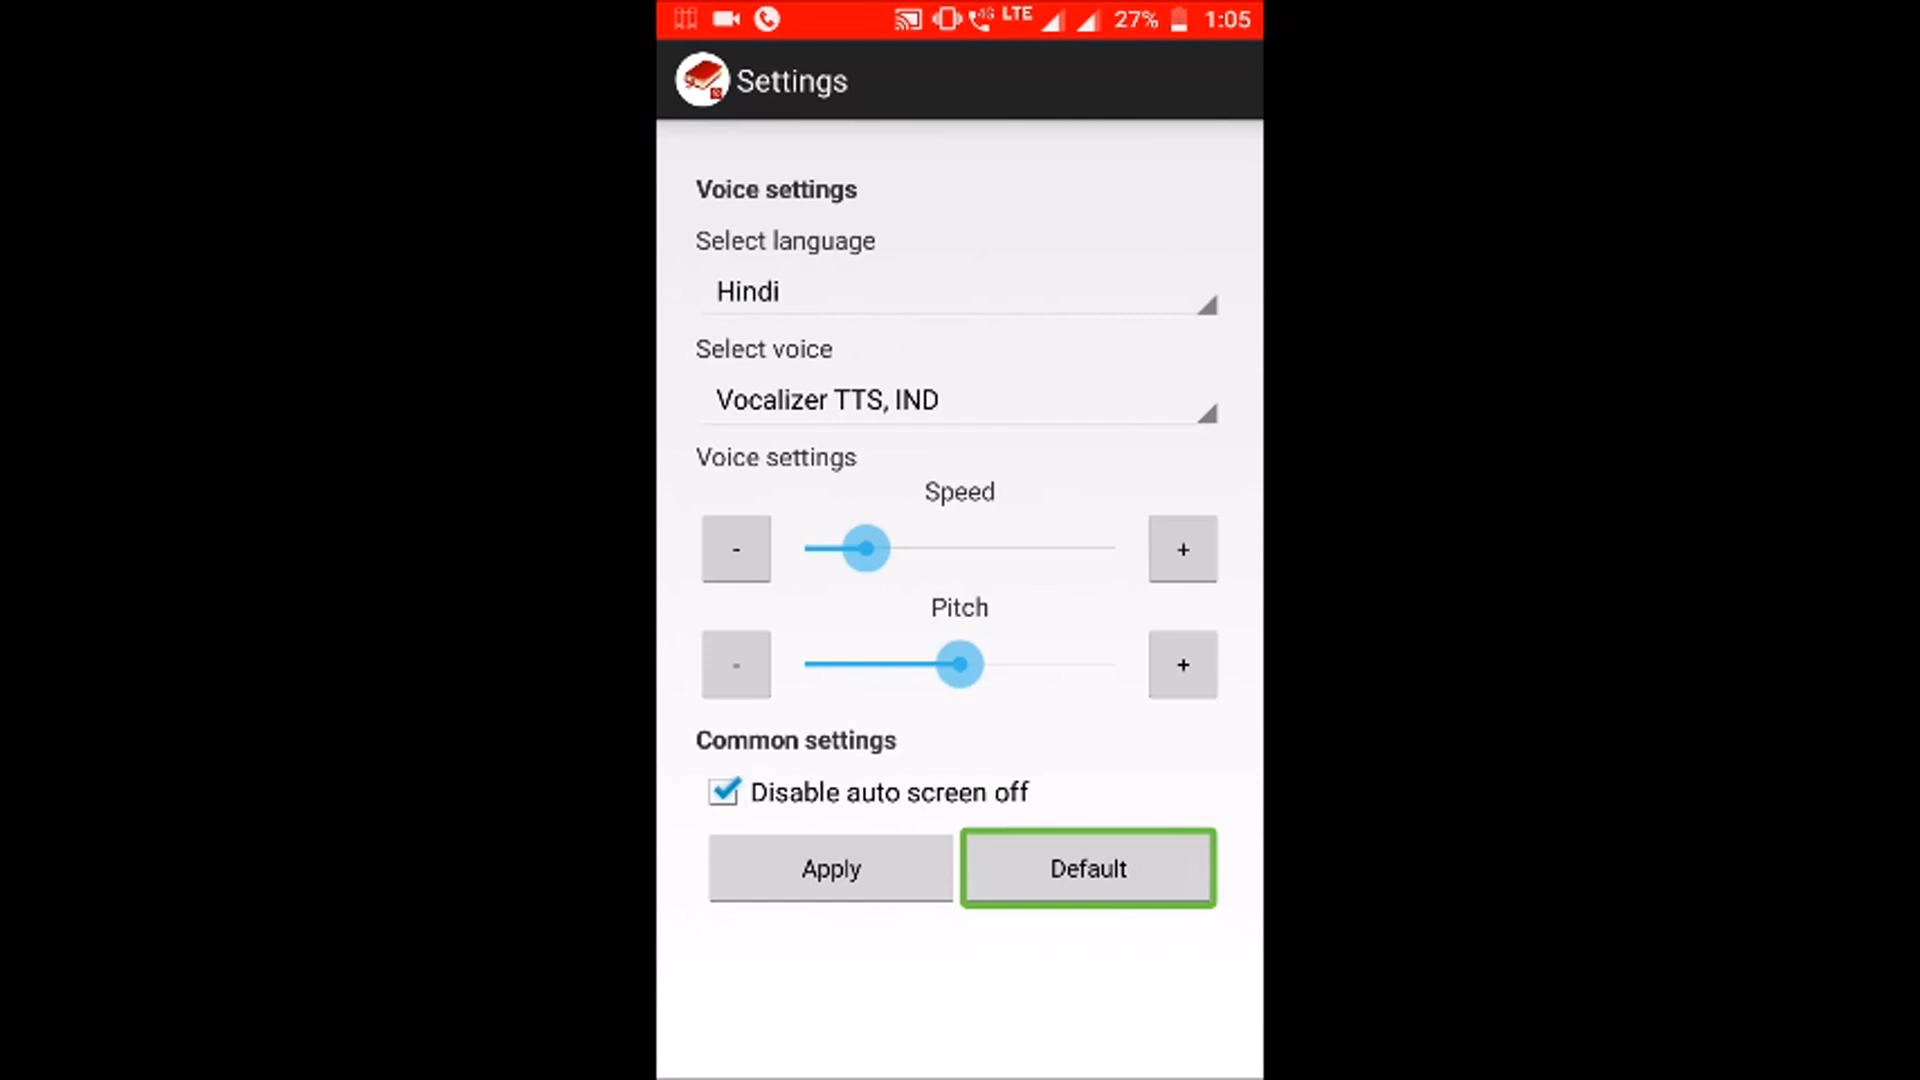 4G LTE 27% 1:05
Settings
Voice settings
Select language
Hindi
Select voice
Vocalizer TTS, IND
Voice settings
Speed
- +
Pitch
- +
Common settings
Disable auto screen off
Apply Default